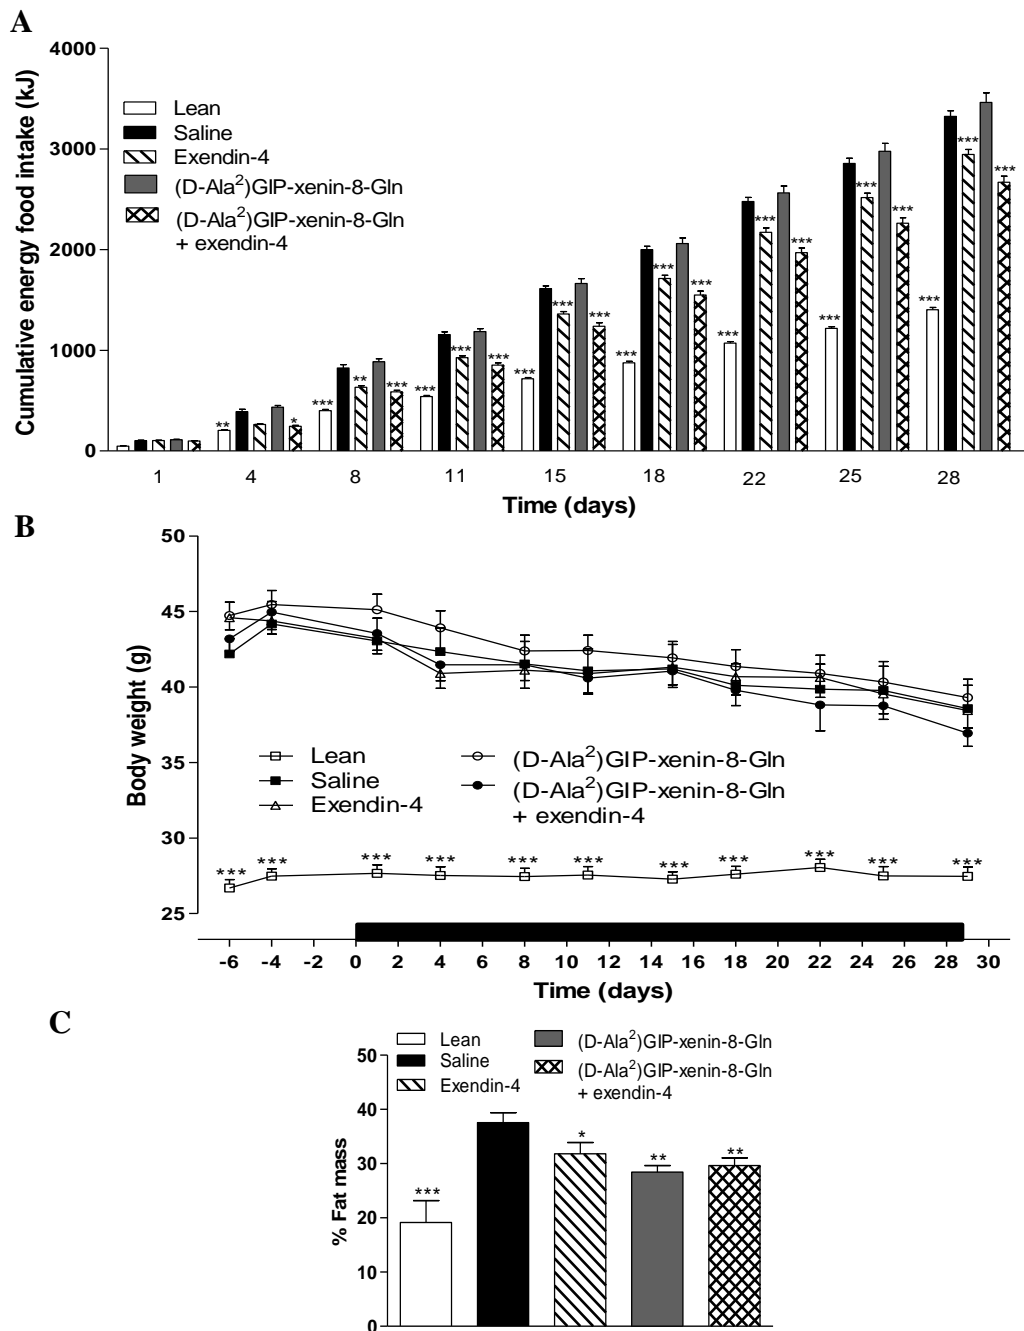 A
4000
3000
2000
1000
0
Cumulative energy food intake (kJ)
Lean
Saline
Exendin-4
(D-Ala²)GIP-xenin-8-Gln
(D-Ala²)GIP-xenin-8-Gln
+ exendin-4
** *
*** ** ***
*** *** ***
*** *** ***
*** *** ***
*** *** ***
*** *** ***
*** *** ***
1 4 8 11 15 18 22 25 28
Time (days)
B
50
45
40
35
30
25
Body weight (g)
Lean
Saline
Exendin-4
(D-Ala²)GIP-xenin-8-Gln
(D-Ala²)GIP-xenin-8-Gln
+ exendin-4
*** *** *** *** *** *** *** *** *** *** ***
-6 -4 -2 0 2 4 6 8 10 12 14 16 18 20 22 24 26 28 30
Time (days)
C
Lean
Saline
Exendin-4
(D-Ala²)GIP-xenin-8-Gln
(D-Ala²)GIP-xenin-8-Gln
+ exendin-4
50
40
30
20
10
0
% Fat mass
*** * ** **